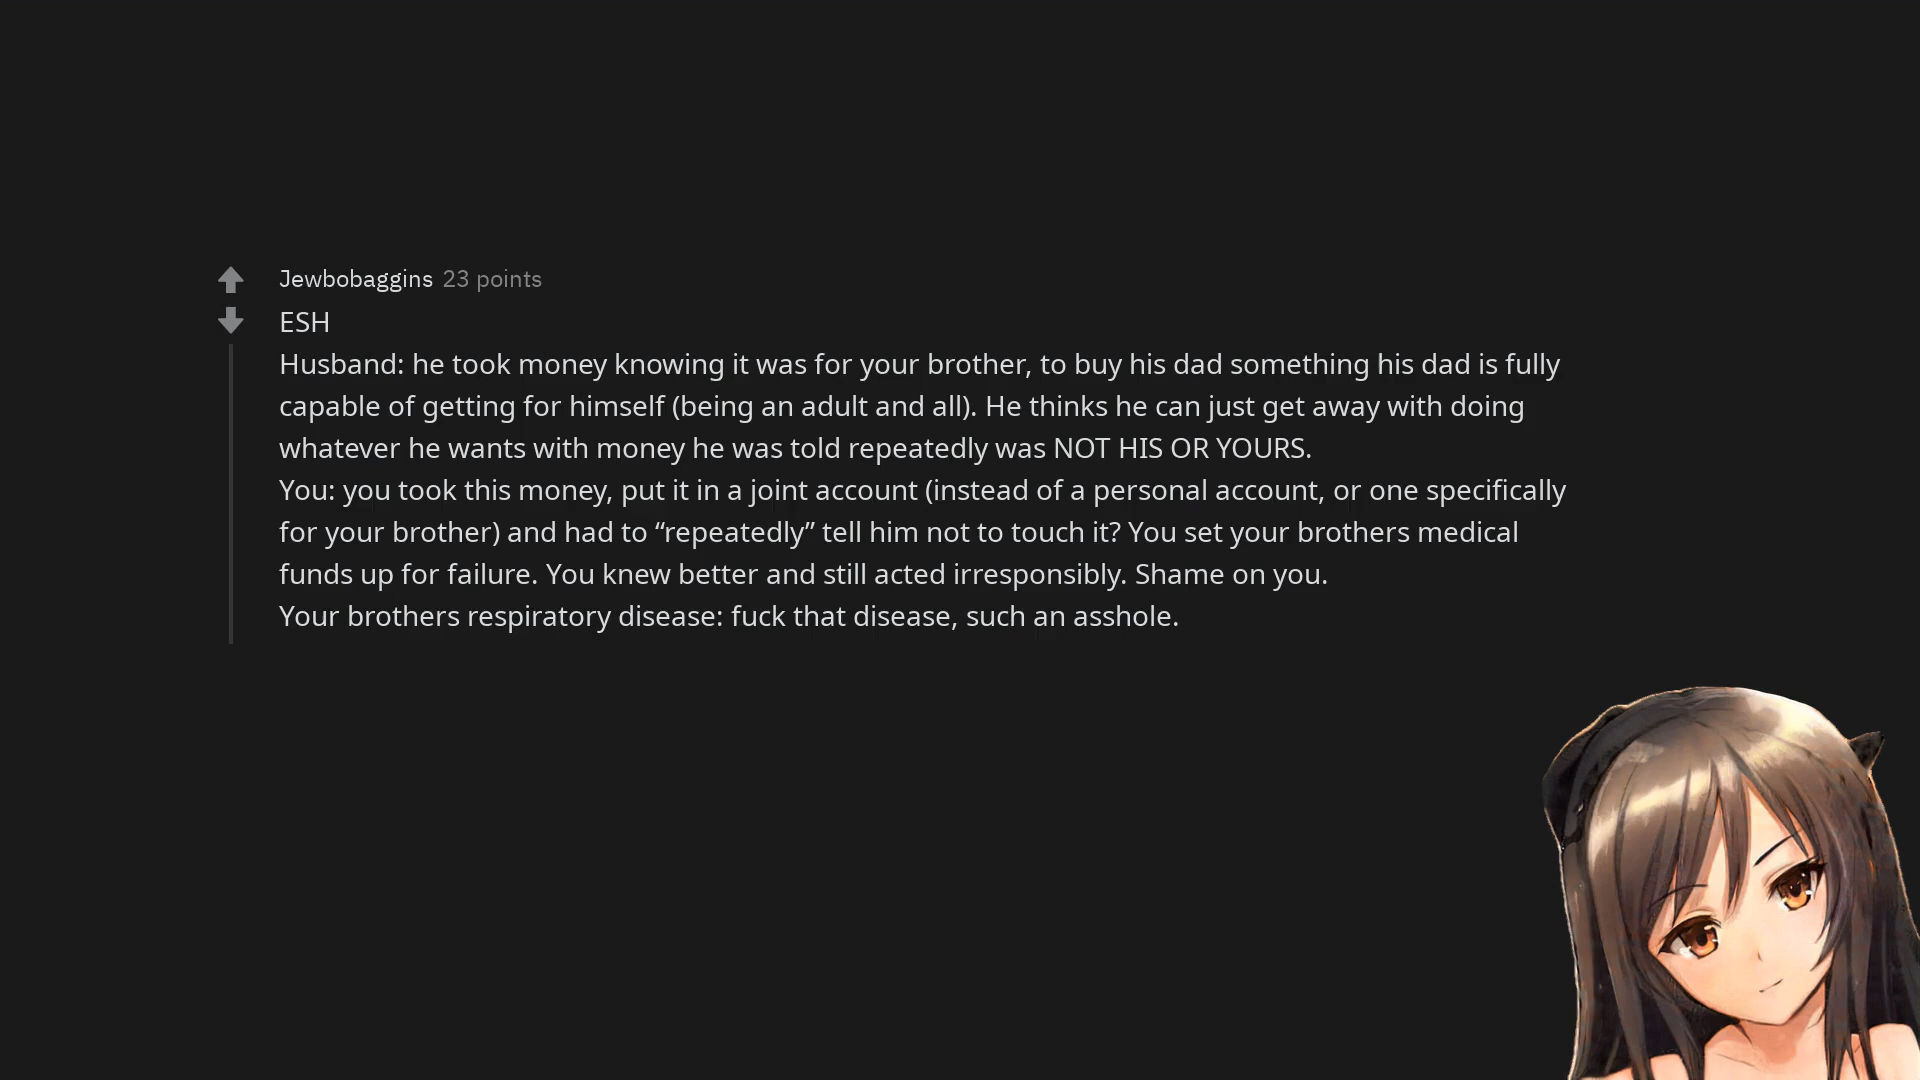 Jewbobaggins 23 points
ESH
Husband: he took money knowing it was for your brother, to buy his dad something his dad is fully
capable of getting for himself (being an adult and all). He thinks he can just get away with doing
whatever he wants with money he was told repeatedly was NOT HIS OR YOURS.
You: you took this money, put it in a joint account (instead of a personal account, or one specifically
for your brother) and had to “repeatedly” tell him not to touch it? You set your brothers medical
funds up for failure. You knew better and still acted irresponsibly. Shame on you.
Your brothers respiratory disease: fuck that disease, such an asshole.